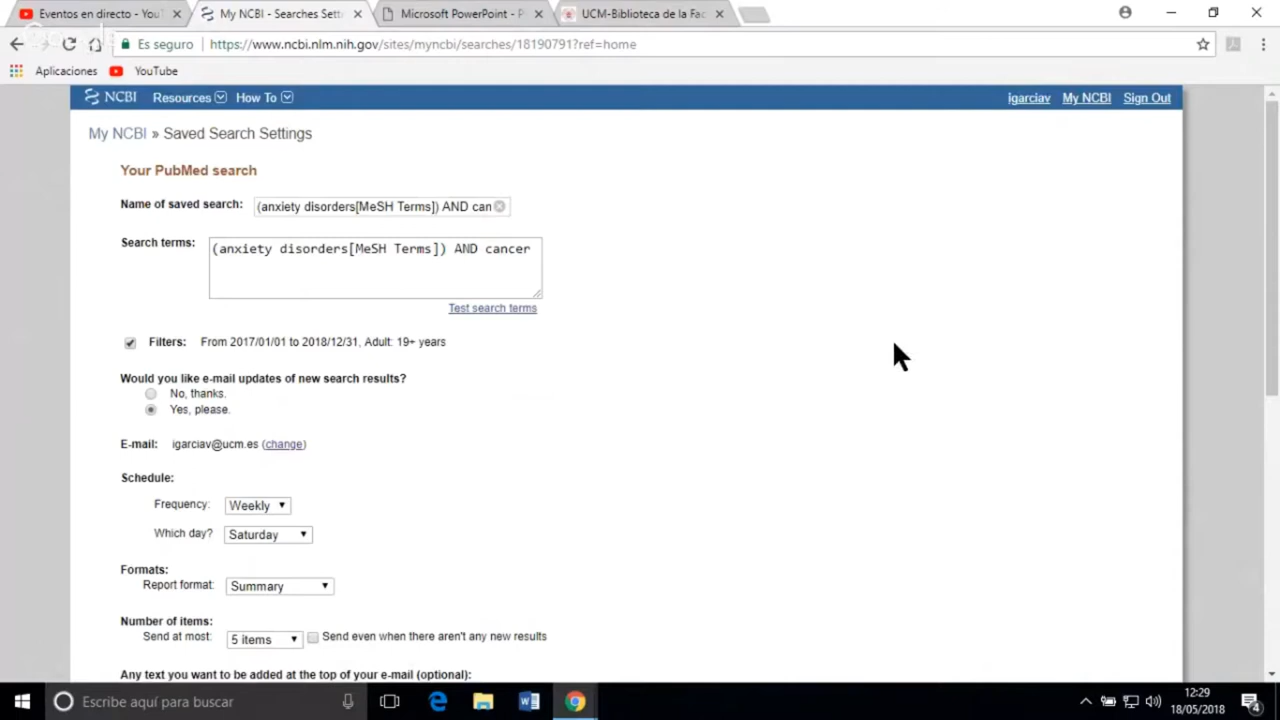 Eventos en directo - You
My NCBI - Searches Sett
Microsoft PowerPoint - P
UCM-Biblioteca de la Fac
Es seguro
https://www.ncbi.nlm.nih.gov/sites/myncbi/searches/18190791?ref=home
Aplicaciones
YouTube
NCBI Resources How To
igarciav My NCBI Sign Out
My NCBI » Saved Search Settings
Your PubMed search
Name of saved search: (anxiety disorders[MeSH Terms]) AND can
Search terms: (anxiety disorders[MeSH Terms]) AND cancer
Test search terms
Filters: From 2017/01/01 to 2018/12/31, Adult: 19+ years
Would you like e-mail updates of new search results?
No, thanks.
Yes, please.
E-mail: igarciav@ucm.es (change)
Schedule:
Frequency: Weekly
Which day? Saturday
Formats:
Report format: Summary
Number of items:
Send at most: 5 items Send even when there aren't any new results
Any text you want to be added at the top of your e-mail (optional):
Escribe aquí para buscar
12:29
18/05/2018
4